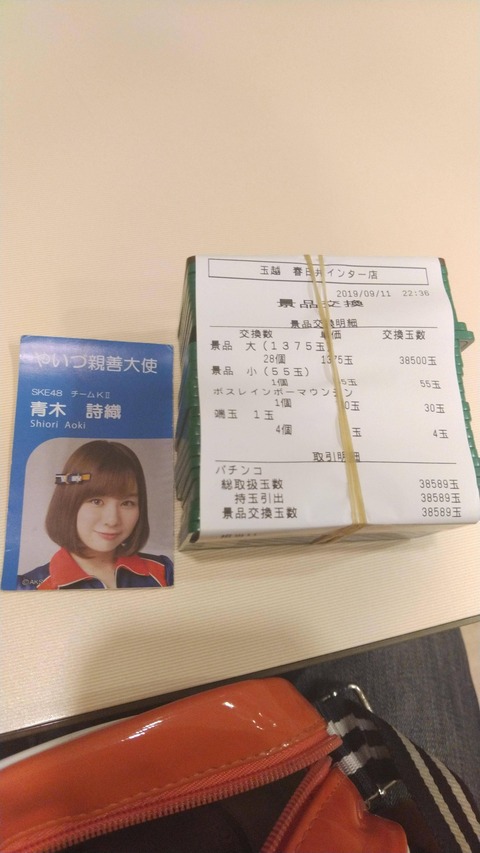 やいづ親善大使
SKE48 チームKⅡ
青木 詩織
Shiori Aoki
玉越 春日井インター店
2019/09/11 22:36
景品交換
景品交換明細
交換数 単価 交換玉数
景品 大(1375玉
28個 1375玉 38500玉
景品 小(55玉)
1個 55玉 55玉
ボスレインボーマウンテン
1個 30玉
端玉 1玉
4個 玉 4玉
取引明細
パチンコ
総取扱玉数 38589玉
持玉引出 38589玉
景品交換玉数 38589玉